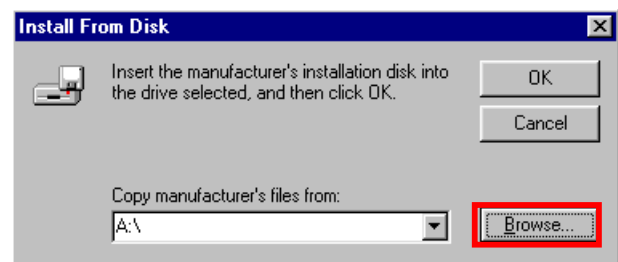 Install From Disk
Insert the manufacturer's installation disk into
the drive selected, and then click OK.
OK
Cancel
Copy manufacturer's files from:
A:\
Browse...